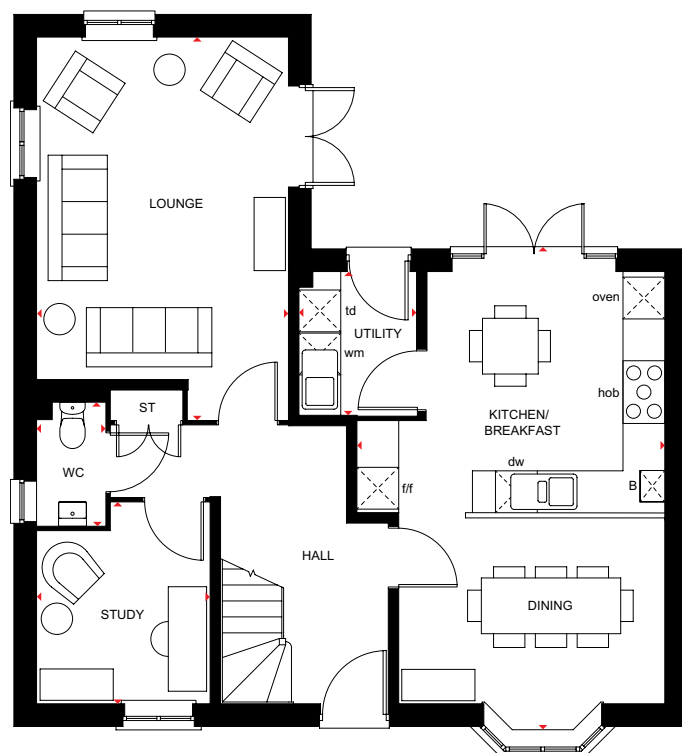 LOUNGE
td
UTILITY
wm
oven
hob
KITCHEN/
BREAKFAST
ST
WC
dw
f/f
B
HALL
STUDY
DINING